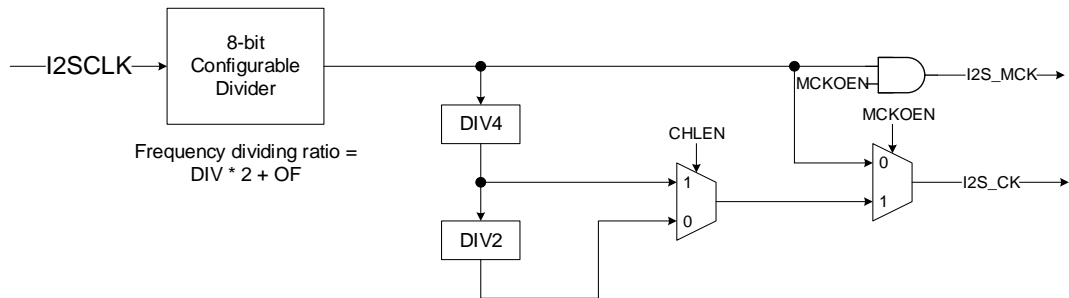 I2SCLK
8-bit
Configurable
Divider
Frequency dividing ratio =
DIV * 2 + OF
DIV4
DIV2
CHLEN
1
0
MCKOEN
I2S_MCK
MCKOEN
0
1
I2S_CK